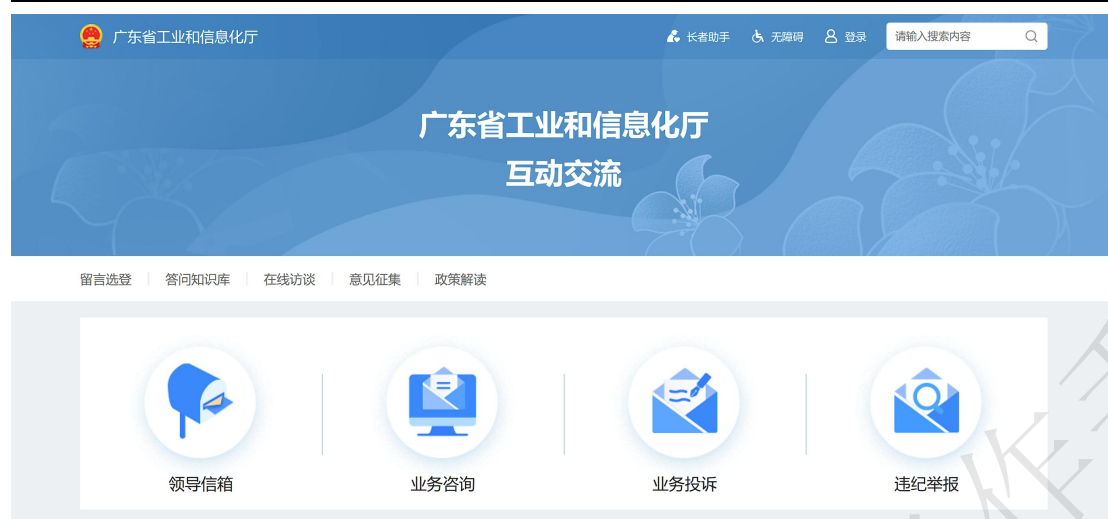 广东省工业和信息化厅
长者助手 无障碍 登录 请输入搜索内容
广东省工业和信息化厅
互动交流
留言选登 答问知识库 在线访谈 意见征集 政策解读
领导信箱 业务咨询 业务投诉 违纪举报
作